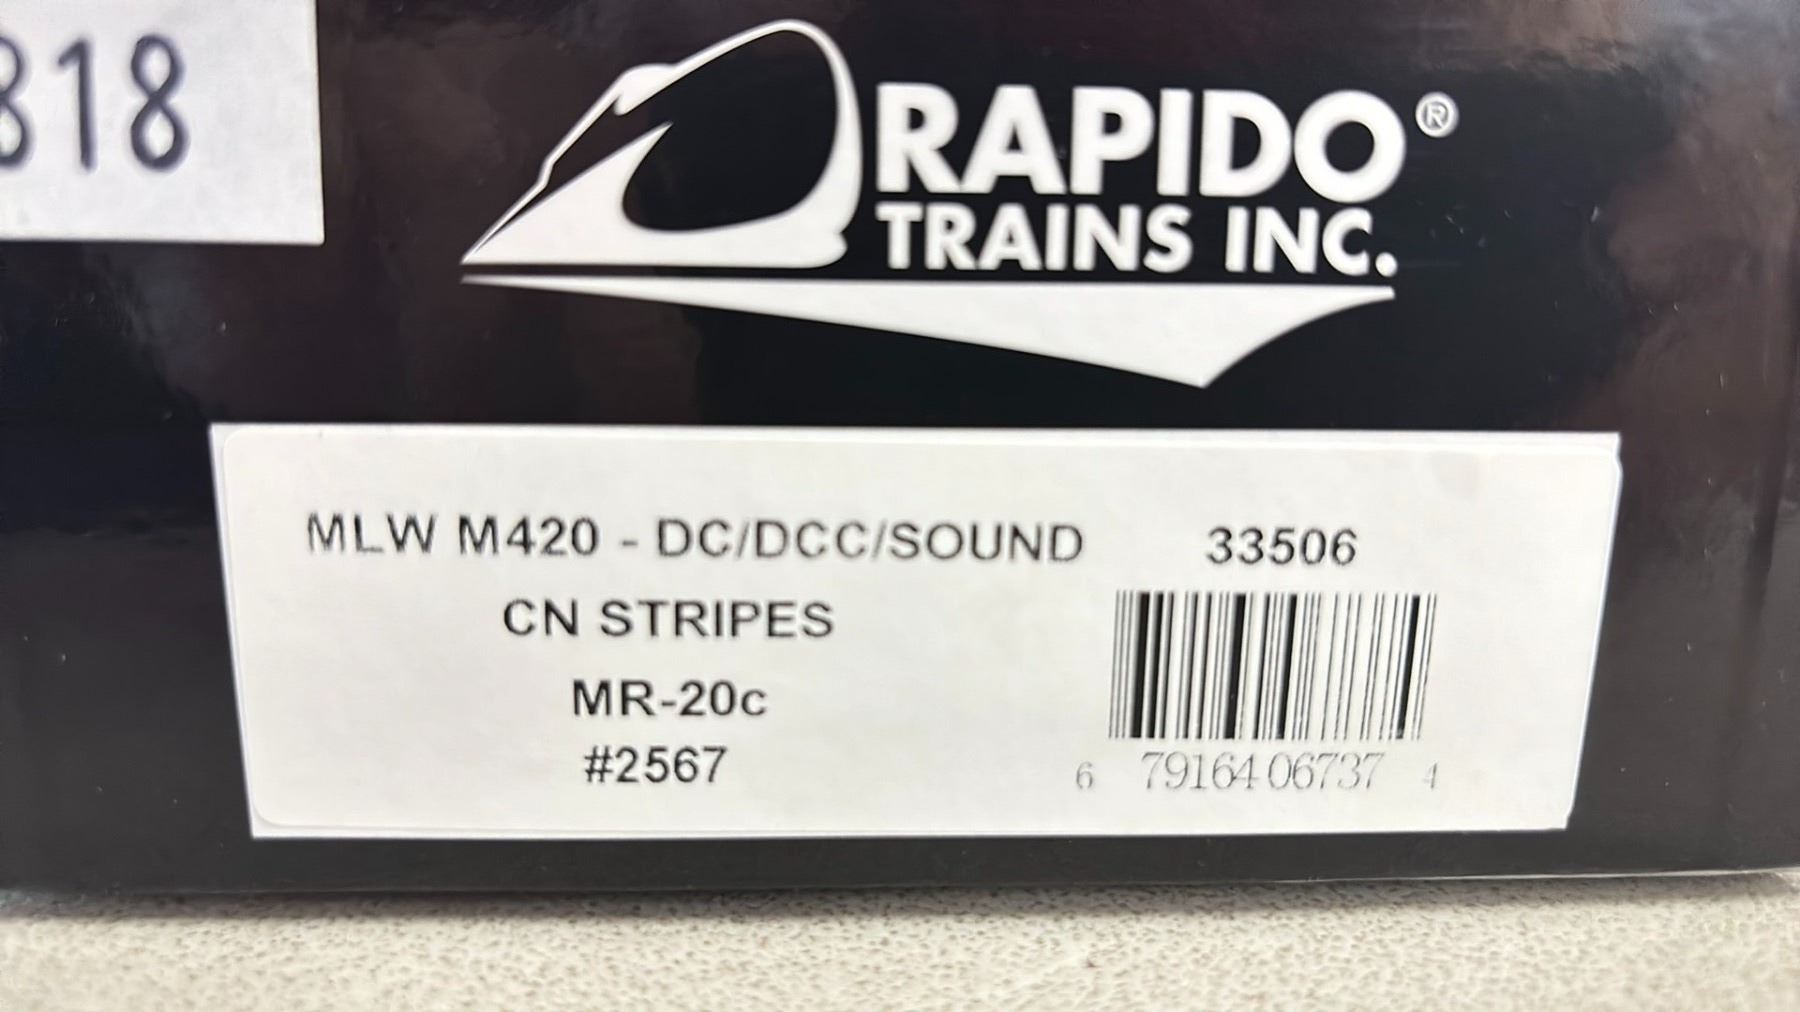 818
RAPIDO®
TRAINS INC.
MLW M420 - DC/DCC/SOUND
33506
CN STRIPES
MR-20c
#2567
6 79164 06737 4